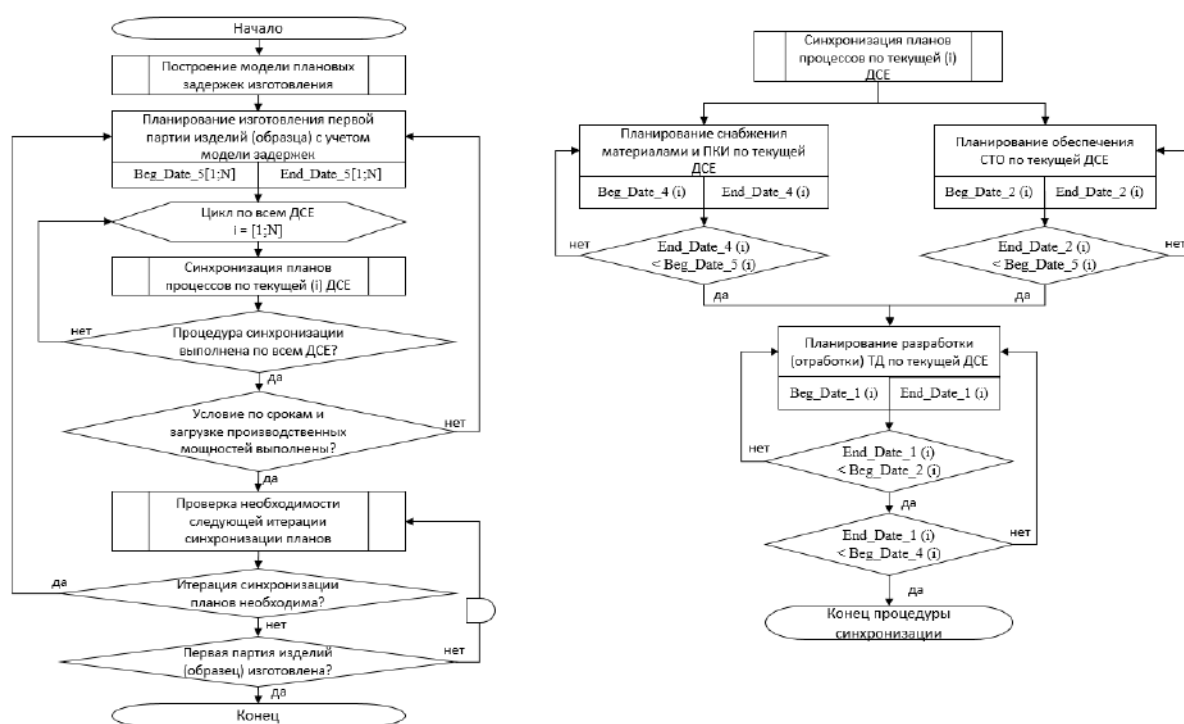 Начало
Построение модели плановых
задержек изготовления
Планирование изготовления первой
партии изделий (образца) с учетом
модели задержек
Beg_Date_5[1;N]
End_Date_5[1;N]
Цикл по всем ДСЕ
i = [1;N]
Синхронизация планов
процессов по текущей (i) ДСЕ
нет
Процедура синхронизации
выполнена по всем ДСЕ?
да
Условие по срокам и
загрузке производственных
мощностей выполнены?
нет
да
Проверка необходимости
следующей итерации
синхронизации планов
да
Итерация синхронизации
планов необходима?
нет
Первая партия изделий
(образец) изготовлена?
нет
да
Конец
Синхронизация планов
процессов по текущей (i)
ДСЕ
Планирование снабжения
материалами и ПКИ по текущей
ДСЕ
Beg_Date_4 (i)
End_Date_4 (i)
нет
End_Date_4 (i)
< Beg_Date_5 (i)
да
Планирование обеспечения
СТО по текущей ДСЕ
Beg_Date_2 (i)
End_Date_2 (i)
End_Date_2 (i)
< Beg_Date_5 (i)
нет
да
Планирование разработки
(отработки) ТД по текущей ДСЕ
Beg_Date_1 (i)
End_Date_1 (i)
нет
End_Date_1 (i)
< Beg_Date_2 (i)
да
End_Date_1 (i)
< Beg_Date_4 (i)
нет
да
Конец процедуры
синхронизации